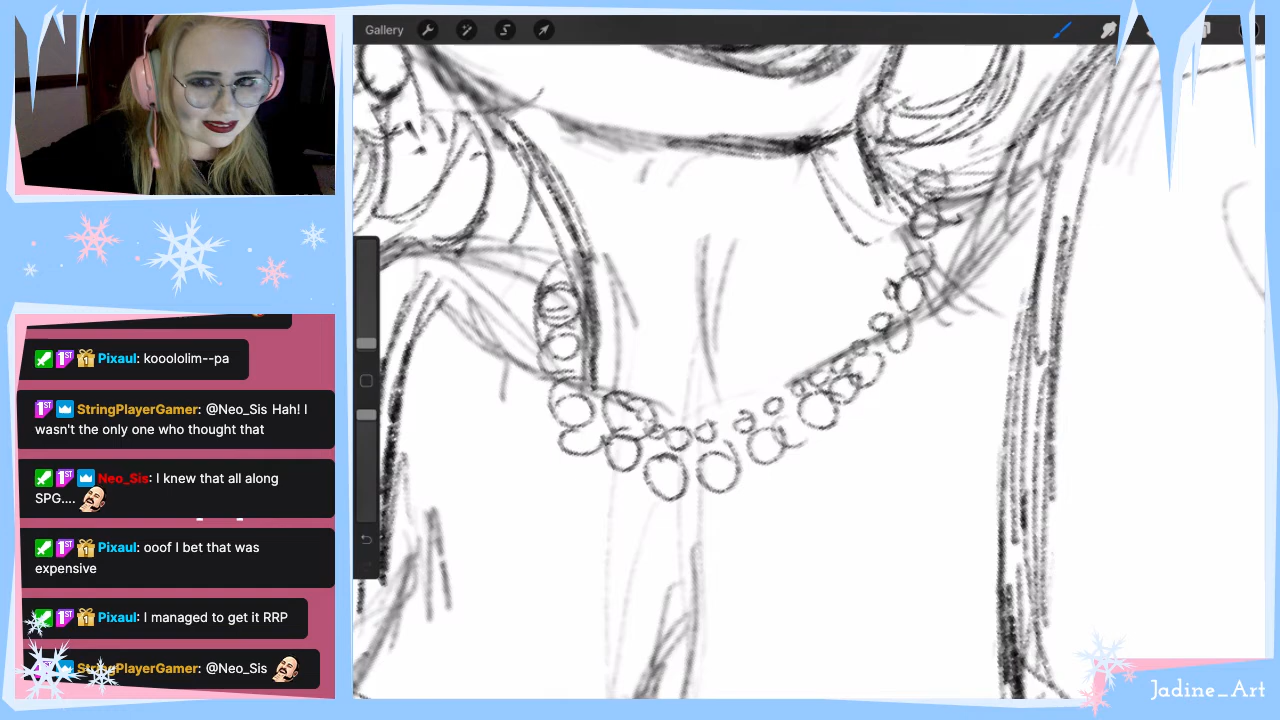 Gallery
Pixaul: kooololim--pa
StringPlayerGamer: @Neo_Sis Hah! I
wasn't the only one who thought that
Neo_Sis: I knew that all along
SPG....
Pixaul: ooof I bet that was
expensive
Pixaul: I managed to get it RRP
StringPlayerGamer: @Neo_Sis
Jadine_Art